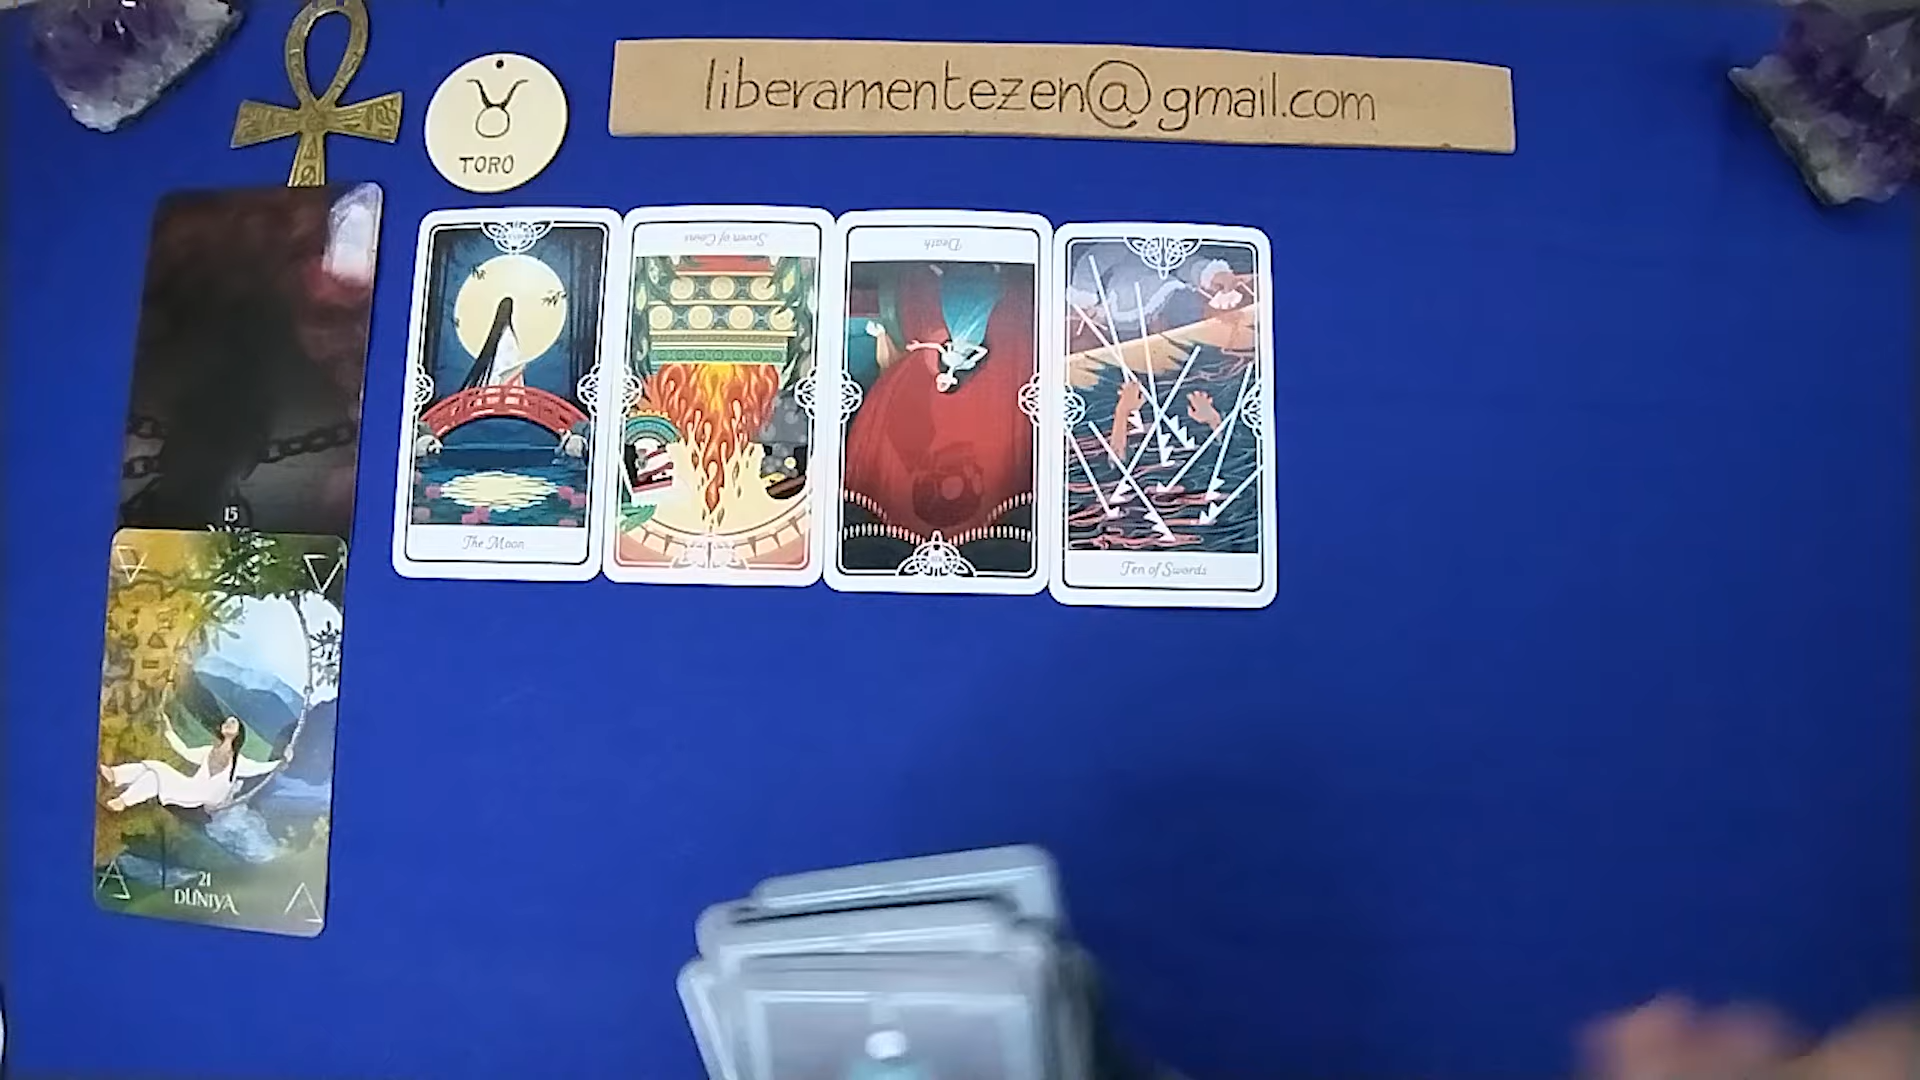 liberamentezen@gmail.com
TORO
The Moon
Seven of Coins
Death
Ten of Swords
15
21
DUNIYA